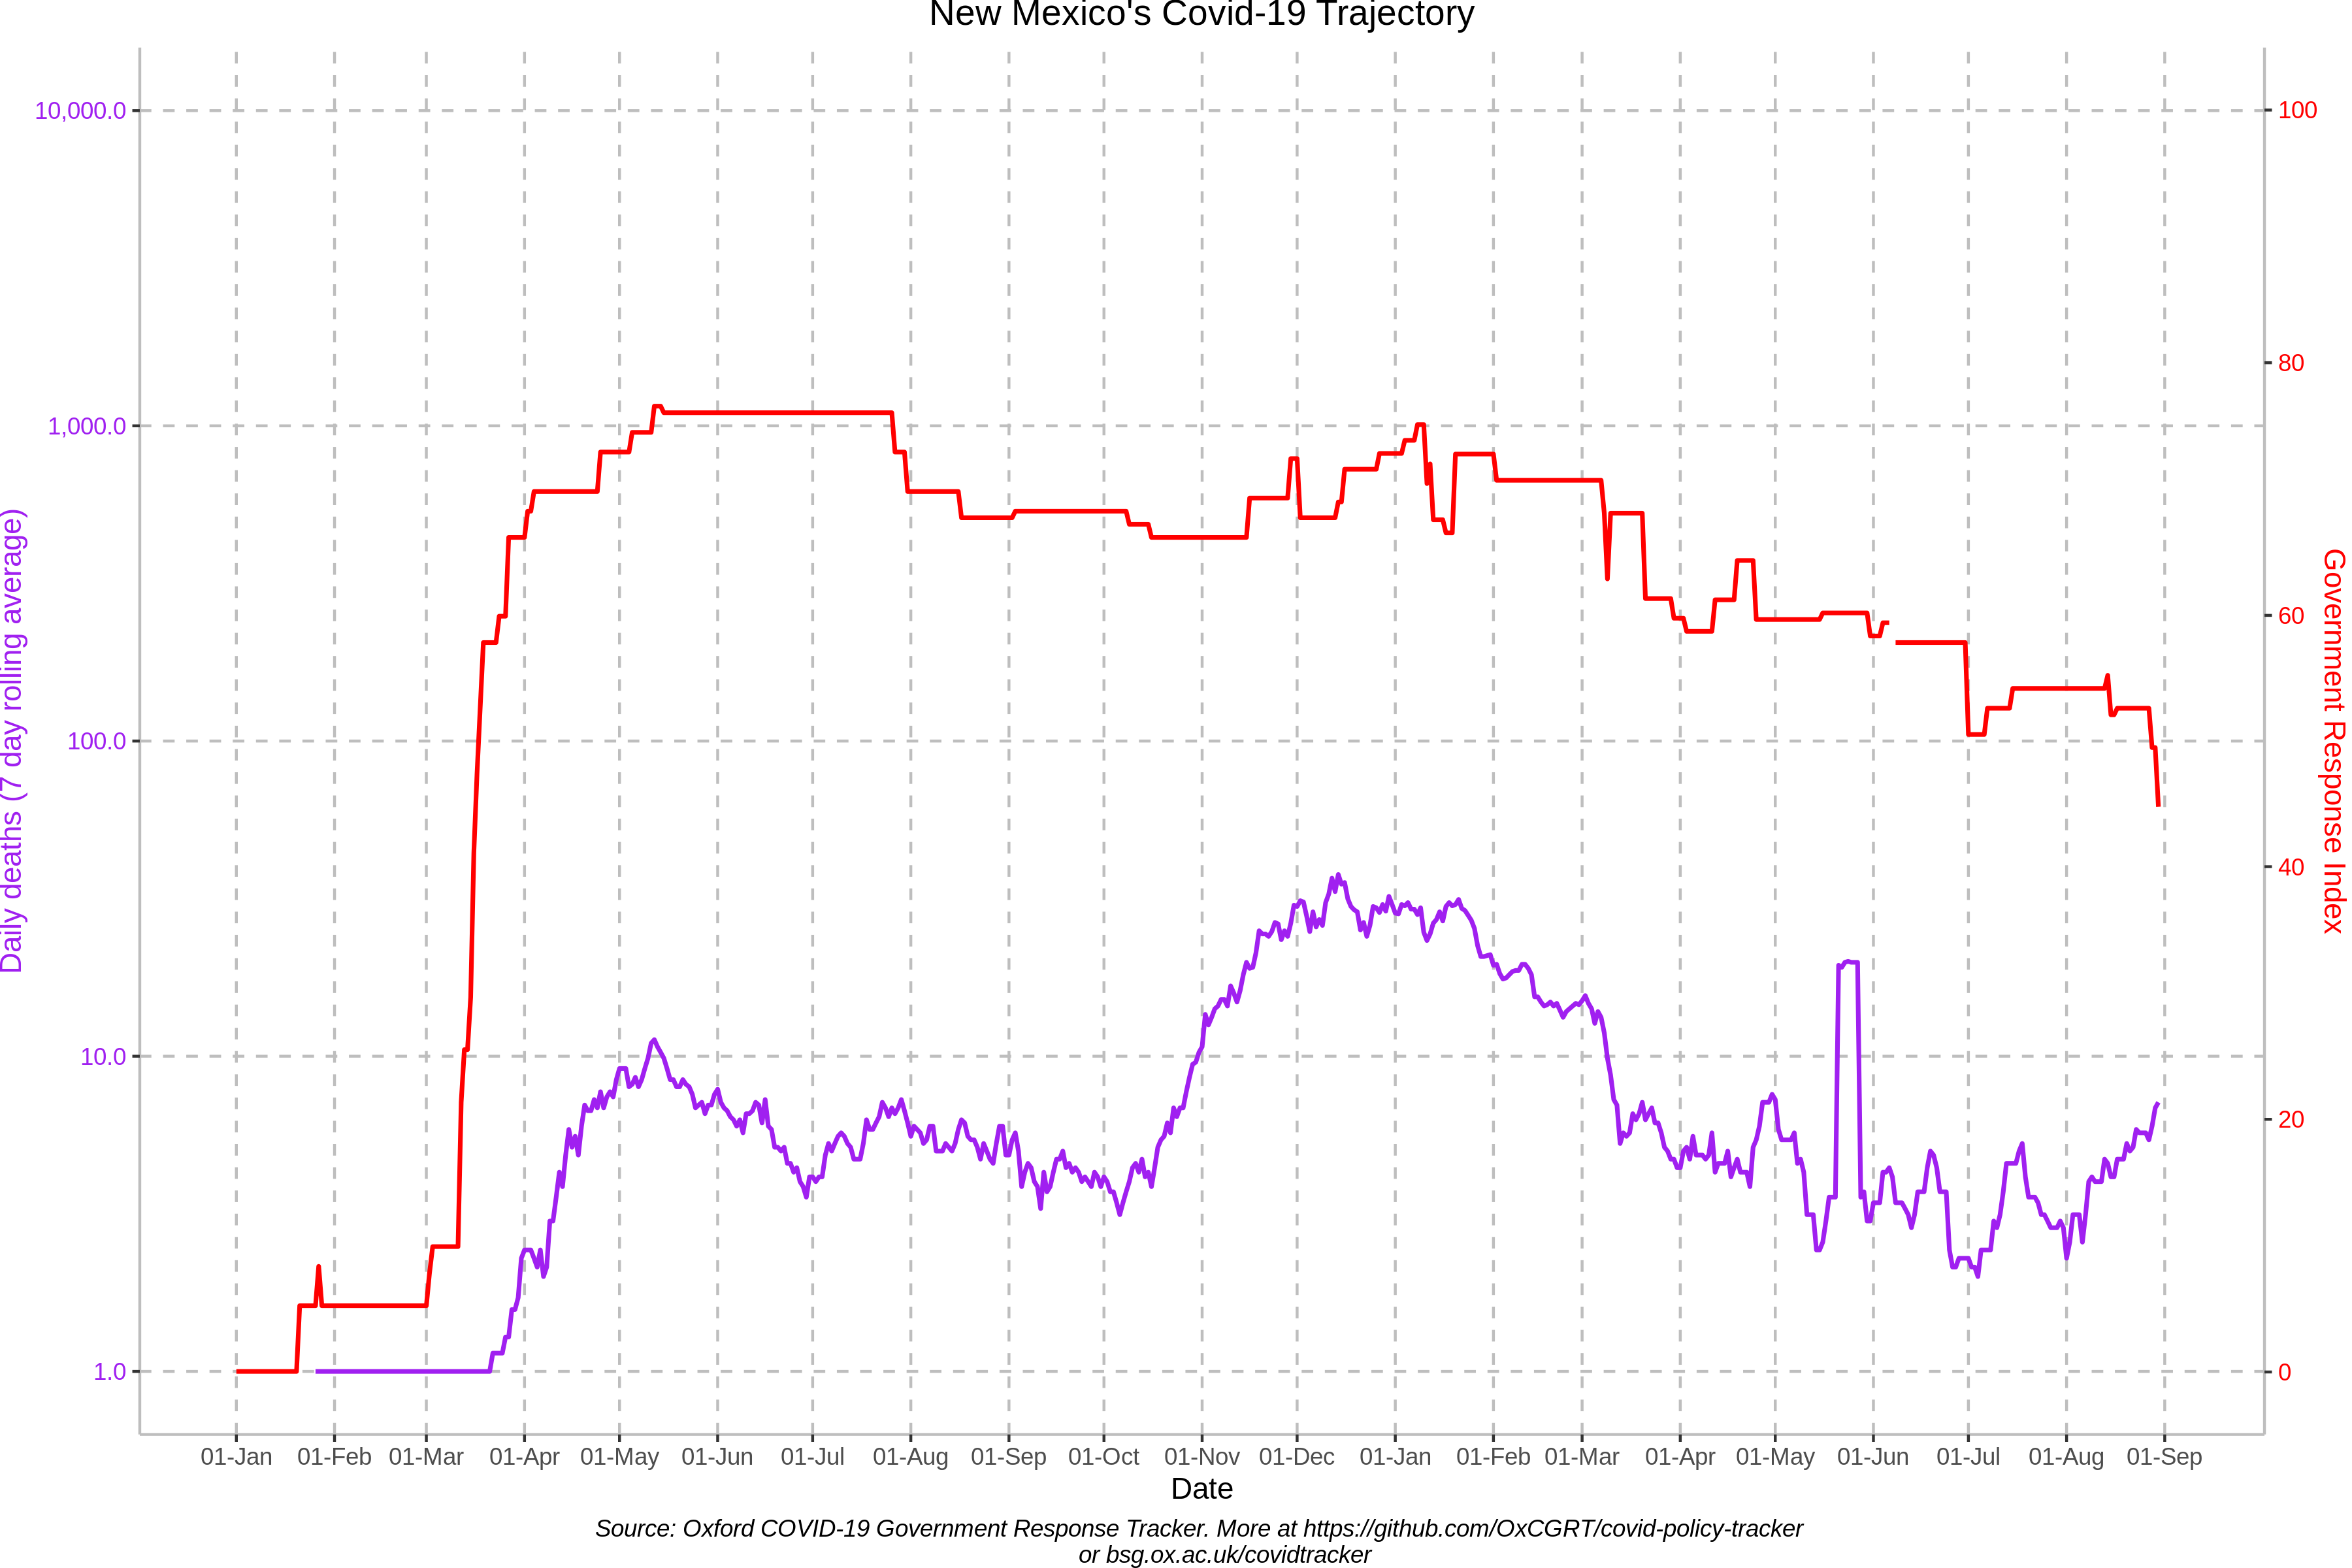 New Mexico's Covid-19 Trajectory
10,000.0
1,000.0
100.0
10.0
1.0
Daily deaths (7 day rolling average)
100
80
60
40
20
0
Government Response Index
01-Jan 01-Feb 01-Mar 01-Apr 01-May 01-Jun 01-Jul 01-Aug 01-Sep 01-Oct 01-Nov 01-Dec 01-Jan 01-Feb 01-Mar 01-Apr 01-May 01-Jun 01-Jul 01-Aug 01-Sep
Date
Source: Oxford COVID-19 Government Response Tracker. More at https://github.com/OxCGRT/covid-policy-tracker
or bsg.ox.ac.uk/covidtracker